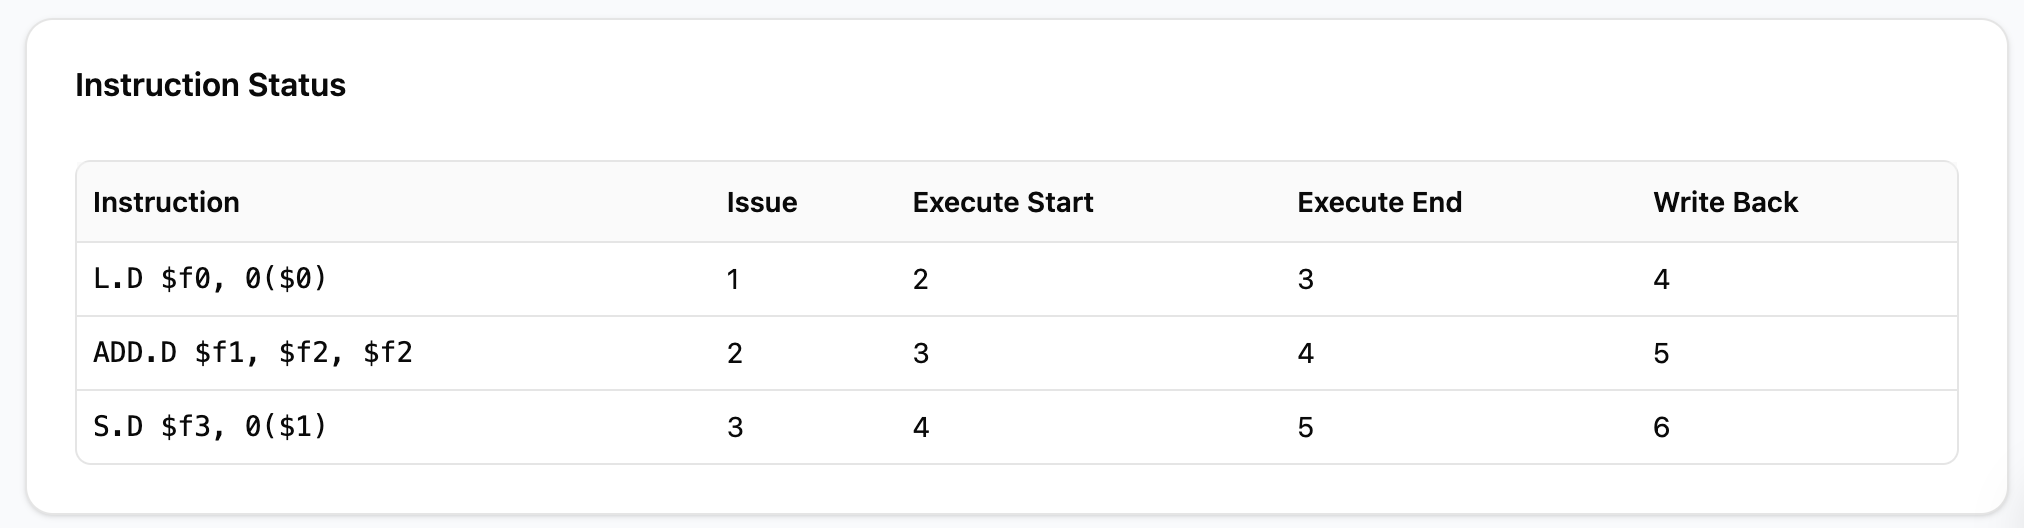 Instruction Status
Instruction Issue Execute Start Execute End Write Back
L.D $f0, 0($0) 1 2 3 4
ADD.D $f1, $f2, $f2 2 3 4 5
S.D $f3, 0($1) 3 4 5 6